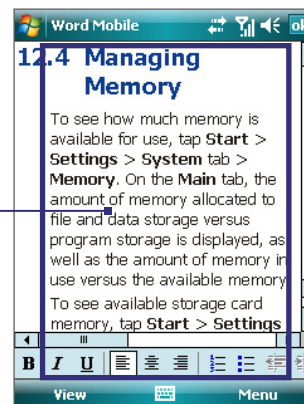 Word Mobile ok
12.4 Managing
Memory
To see how much memory is
available for use, tap Start >
Settings > System tab >
Memory. On the Main tab, the
amount of memory allocated to
file and data storage versus
program storage is displayed, as
well as the amount of memory in
use versus the available memory
To see available storage card
memory, tap Start > Settings
B I U
View Menu